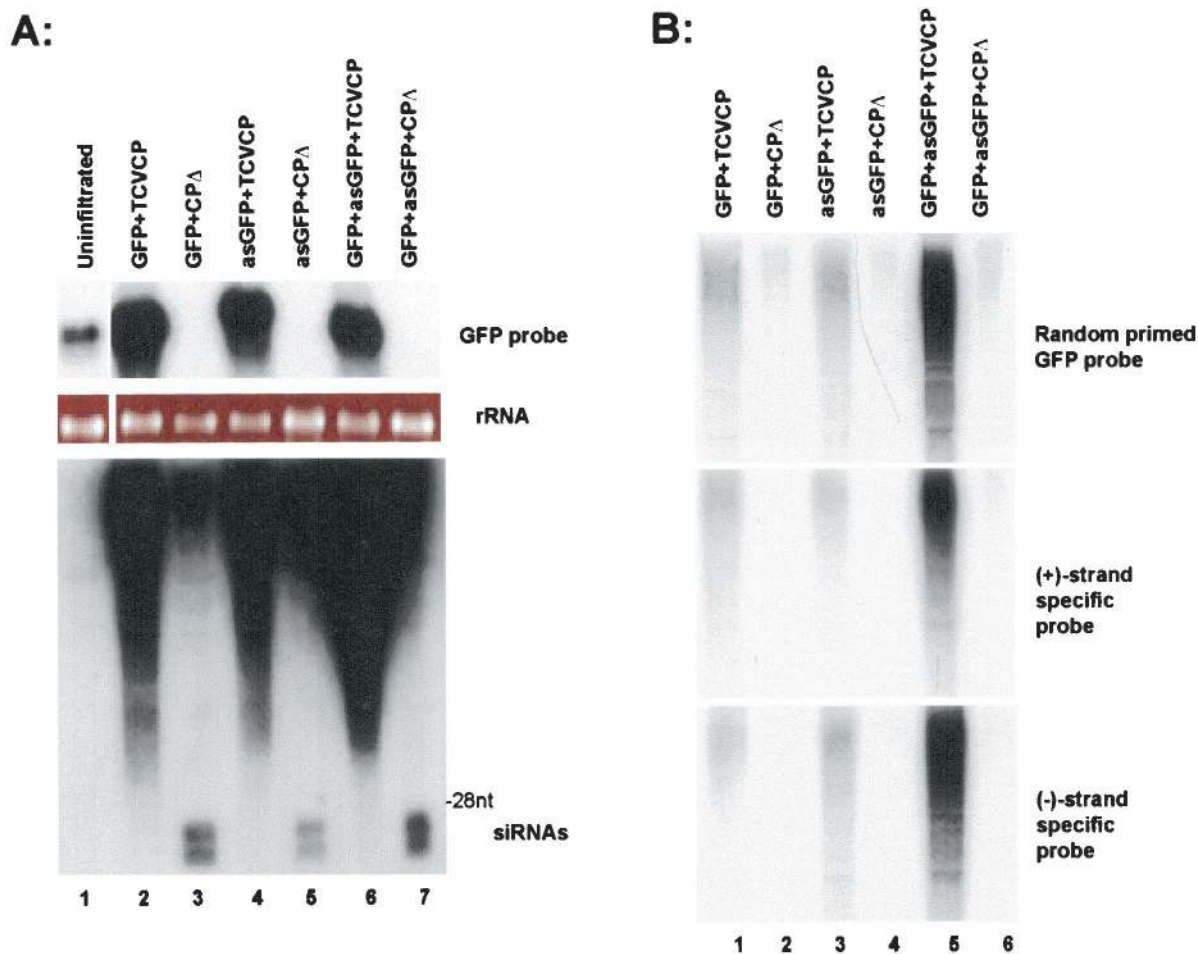 A:
Uninfiltrated
GFP+TCVCP
GFP+CPΔ
asGFP+TCVCP
asGFP+CPΔ
GFP+asGFP+TCVCP
GFP+asGFP+CPΔ
GFP probe
rRNA
-28nt
siRNAs
1 2 3 4 5 6 7
B:
GFP+TCVCP
GFP+CPΔ
asGFP+TCVCP
asGFP+CPΔ
GFP+asGFP+TCVCP
GFP+asGFP+CPΔ
Random primed
GFP probe
(+)-strand
specific
probe
(-)-strand
specific
probe
1 2 3 4 5 6